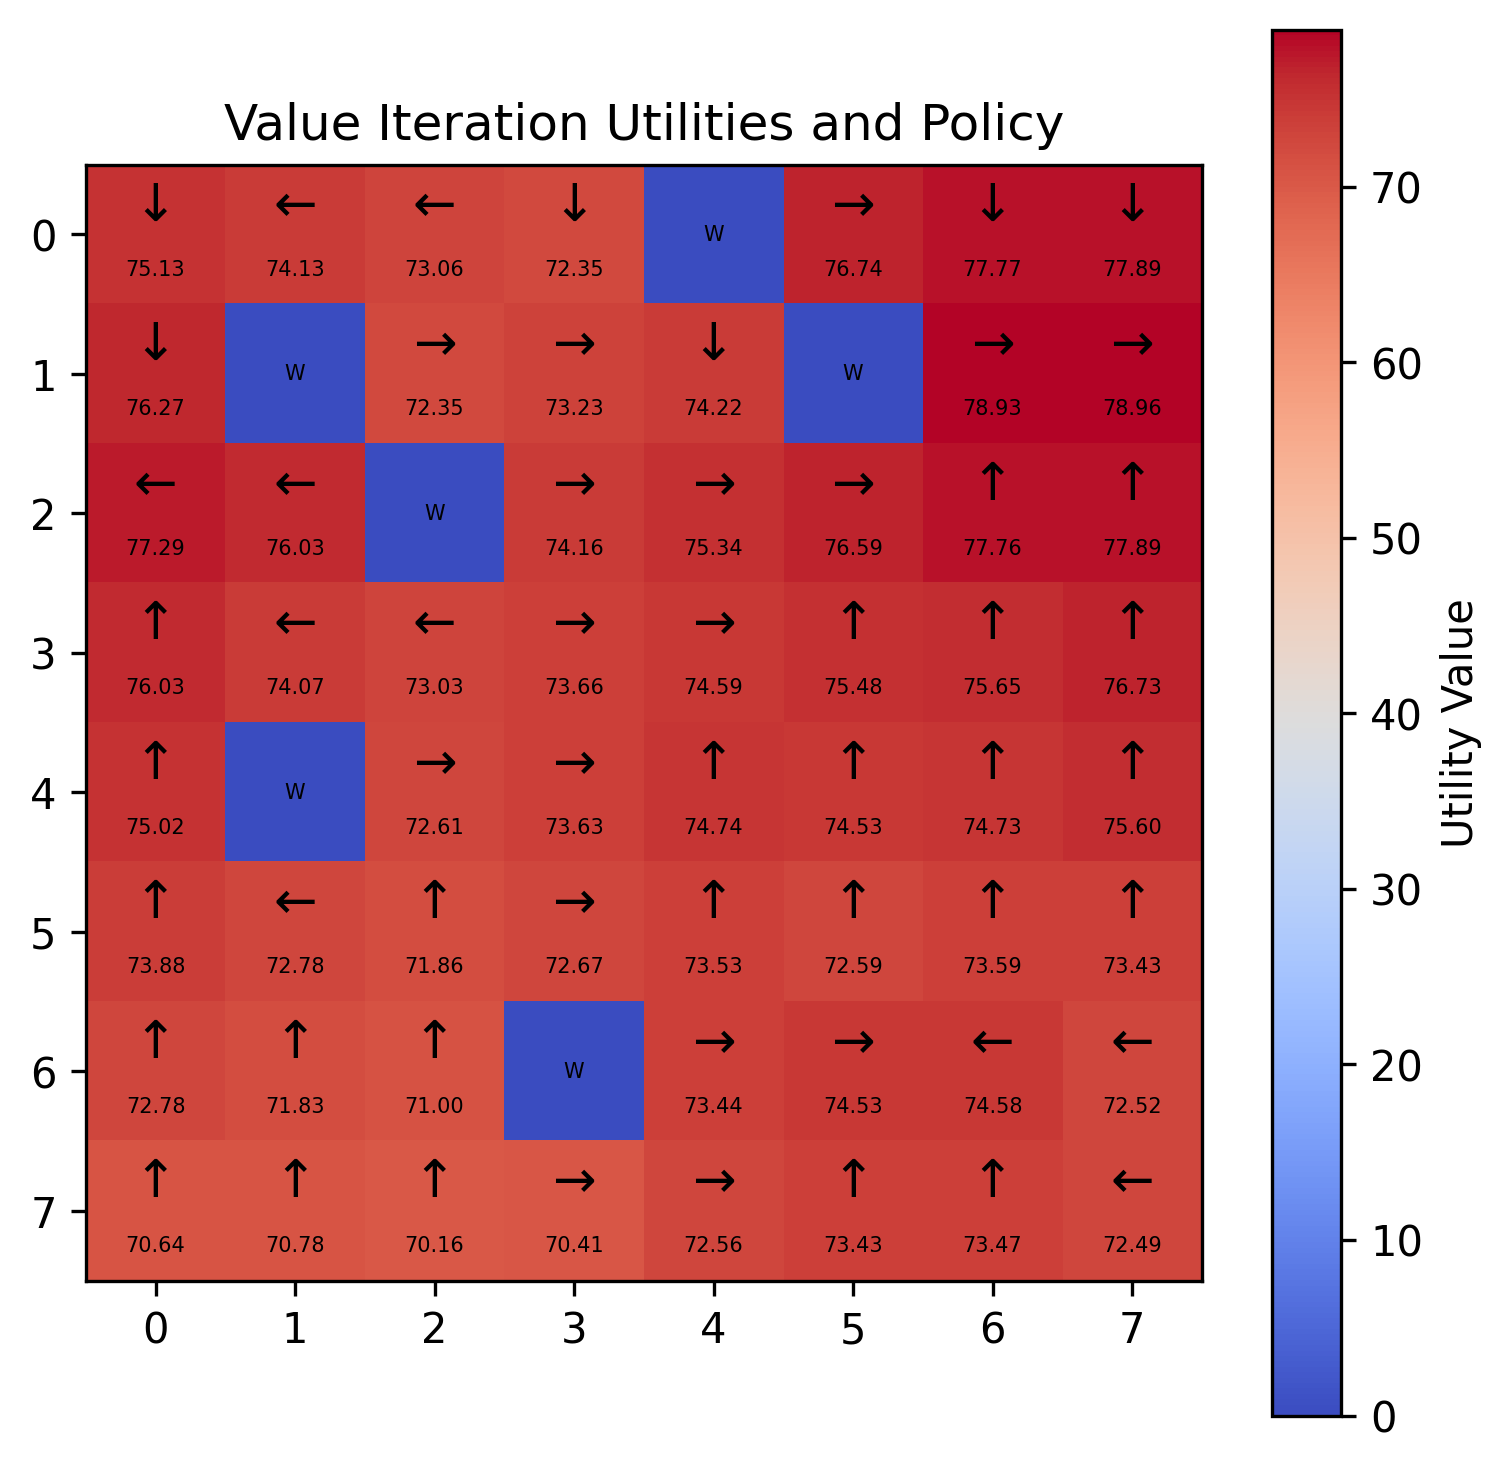 Value Iteration Utilities and Policy
0 ↓ ← ← ↓ W → ↓ ↓
75.13 74.13 73.06 72.35 76.74 77.77 77.89
1 ↓ W → → ↓ W → →
76.27 72.35 73.23 74.22 78.93 78.96
2 ← ← W → → → ↑ ↑
77.29 76.03 74.16 75.34 76.59 77.76 77.89
3 ↑ ← ← → → ↑ ↑ ↑
76.03 74.07 73.03 73.66 74.59 75.48 75.65 76.73
4 ↑ W → → ↑ ↑ ↑ ↑
75.02 72.61 73.63 74.74 74.53 74.73 75.60
5 ↑ ← ↑ → ↑ ↑ ↑ ↑
73.88 72.78 71.86 72.67 73.53 72.59 73.59 73.43
6 ↑ ↑ ↑ W → → ← ←
72.78 71.83 71.00 73.44 74.53 74.58 72.52
7 ↑ ↑ ↑ → → ↑ ↑ ←
70.64 70.78 70.16 70.41 72.56 73.43 73.47 72.49
0 1 2 3 4 5 6 7
70
60
50
40
30
20
10
0
Utility Value